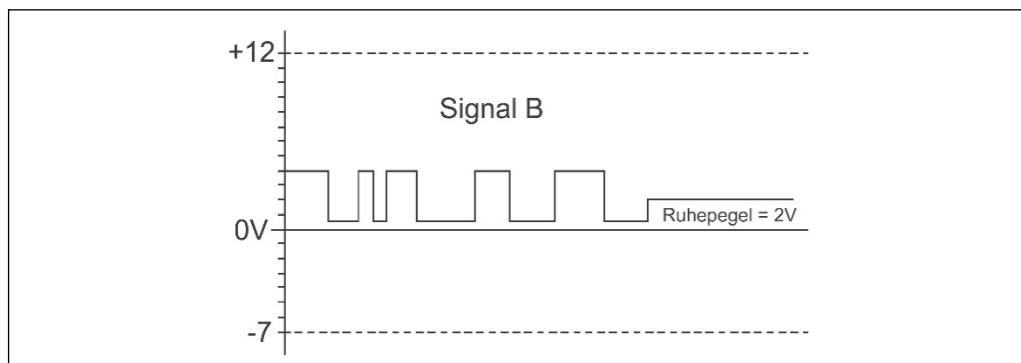 +12
Signal B
Ruhepegel = 2V
0V
-7